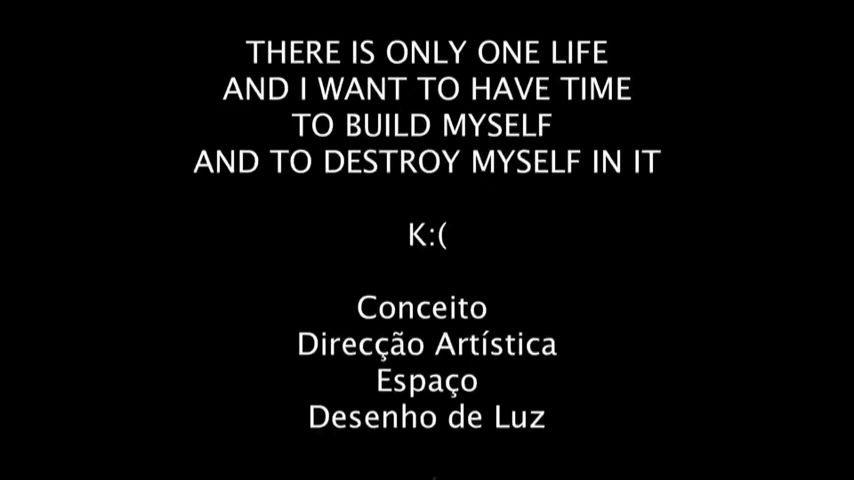 THERE IS ONLY ONE LIFE
AND I WANT TO HAVE TIME
TO BUILD MYSELF
AND TO DESTROY MYSELF IN IT
K:(
Conceito
Direcção Artística
Espaço
Desenho de Luz